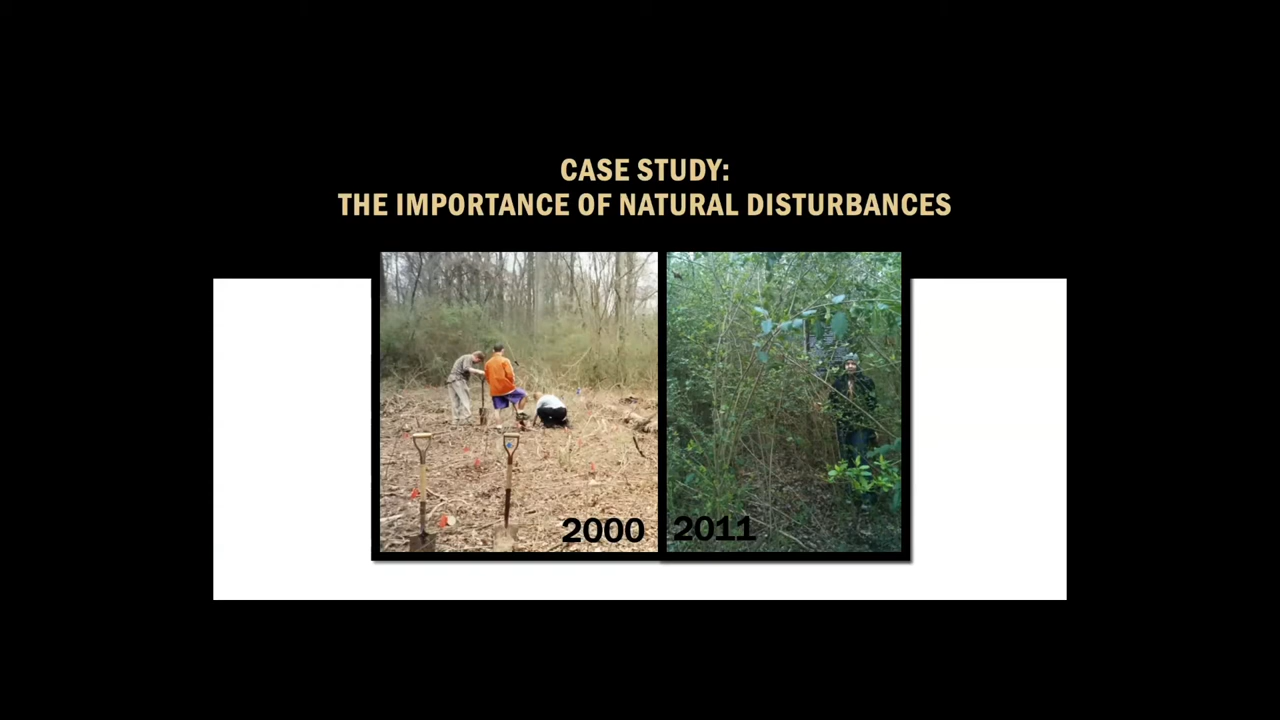 CASE STUDY:
THE IMPORTANCE OF NATURAL DISTURBANCES
2000
2011